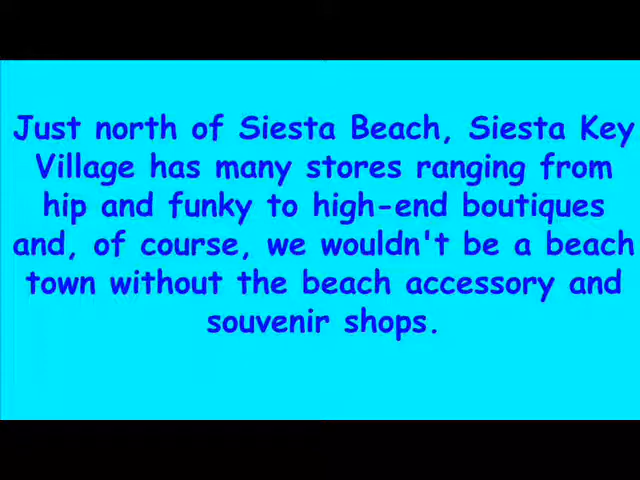 Just north of Siesta Beach, Siesta Key
Village has many stores ranging from
hip and funky to high-end boutiques
and, of course, we wouldn't be a beach
town without the beach accessory and
souvenir shops.